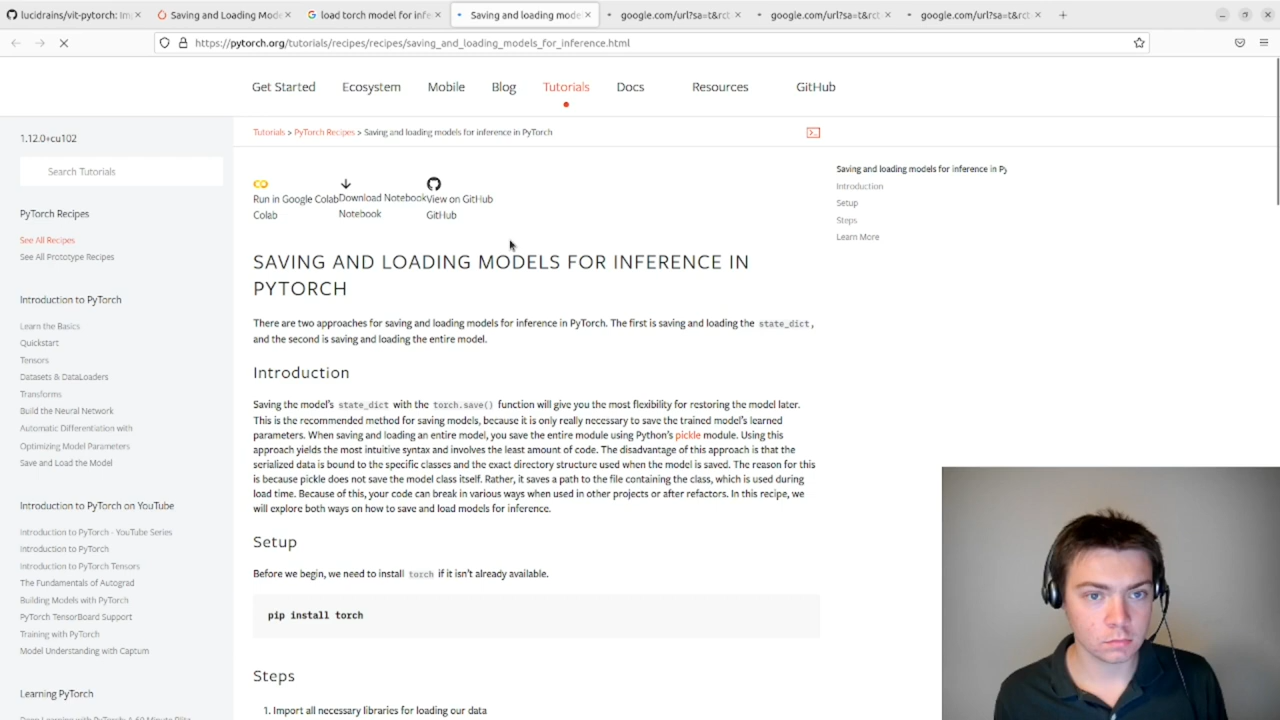 lucidrains/vit-pytorch: Im
Saving and Loading Mode
load torch model for infe
Saving and loading mode
google.com/url?sa=t&rct
google.com/url?sa=t&rct
google.com/url?sa=t&rct
https://pytorch.org/tutorials/recipes/recipes/saving_and_loading_models_for_inference.html
Get Started
Ecosystem
Mobile
Blog
Tutorials
Docs
Resources
GitHub
1.12.0+cu102
Search Tutorials
PyTorch Recipes
See All Recipes
See All Prototype Recipes
Introduction to PyTorch
Learn the Basics
Quickstart
Tensors
Datasets & DataLoaders
Transforms
Build the Neural Network
Automatic Differentiation with
Optimizing Model Parameters
Save and Load the Model
Introduction to PyTorch on YouTube
Introduction to PyTorch - YouTube Series
Introduction to PyTorch
Introduction to PyTorch Tensors
The Fundamentals of Autograd
Building Models with PyTorch
PyTorch TensorBoard Support
Training with PyTorch
Model Understanding with Captum
Learning PyTorch
Deep Learning with PyTorch: A 60 Minute Blitz
Tutorials > PyTorch Recipes > Saving and loading models for inference in PyTorch
Run in Google Colab
Colab
Download Notebook
Notebook
View on GitHub
GitHub
SAVING AND LOADING MODELS FOR INFERENCE IN
PYTORCH
There are two approaches for saving and loading models for inference in PyTorch. The first is saving and loading the state_dict,
and the second is saving and loading the entire model.
Introduction
Saving the model’s state_dict with the torch.save() function will give you the most flexibility for restoring the model later.
This is the recommended method for saving models, because it is only really necessary to save the trained model’s learned
parameters. When saving and loading an entire model, you save the entire module using Python’s pickle module. Using this
approach yields the most intuitive syntax and involves the least amount of code. The disadvantage of this approach is that the
serialized data is bound to the specific classes and the exact directory structure used when the model is saved. The reason for this
is because pickle does not save the model class itself. Rather, it saves a path to the file containing the class, which is used during
load time. Because of this, your code can break in various ways when used in other projects or after refactors. In this recipe, we
will explore both ways on how to save and load models for inference.
Setup
Before we begin, we need to install torch if it isn’t already available.
pip install torch
Steps
1. Import all necessary libraries for loading our data
Saving and loading models for inference in Py
Introduction
Setup
Steps
Learn More